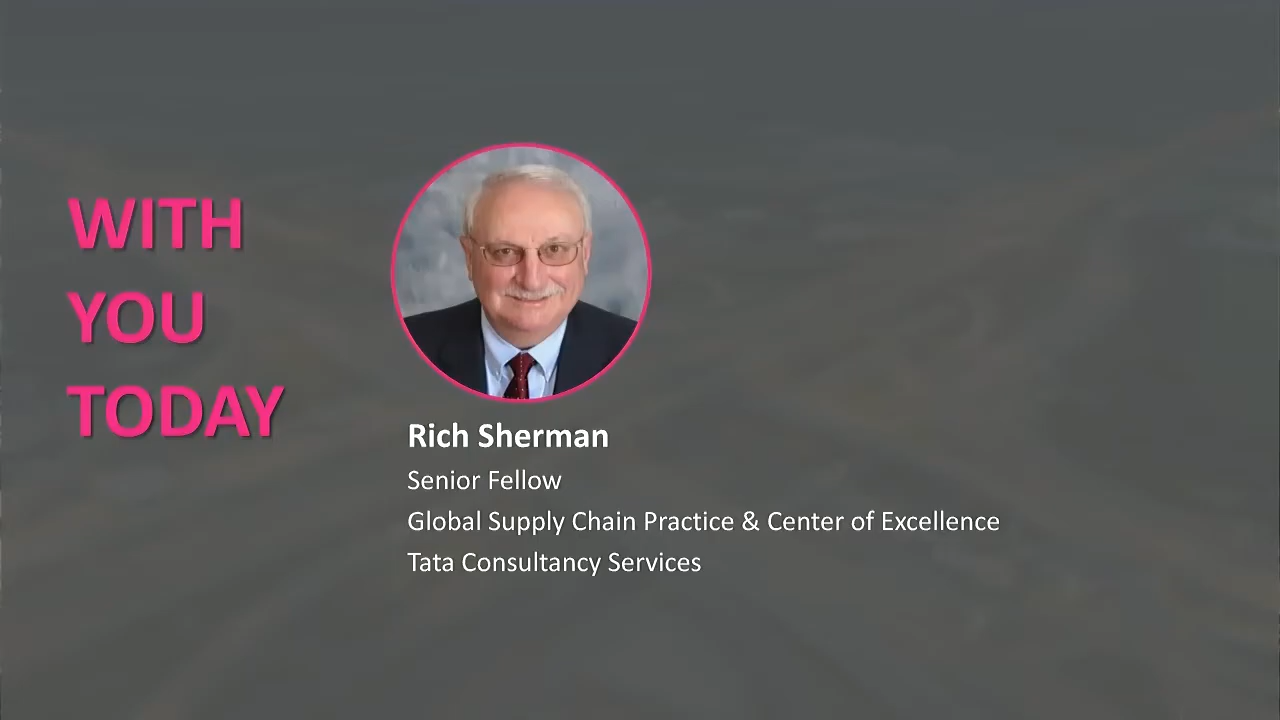 WITH
YOU
TODAY
Rich Sherman
Senior Fellow
Global Supply Chain Practice & Center of Excellence
Tata Consultancy Services